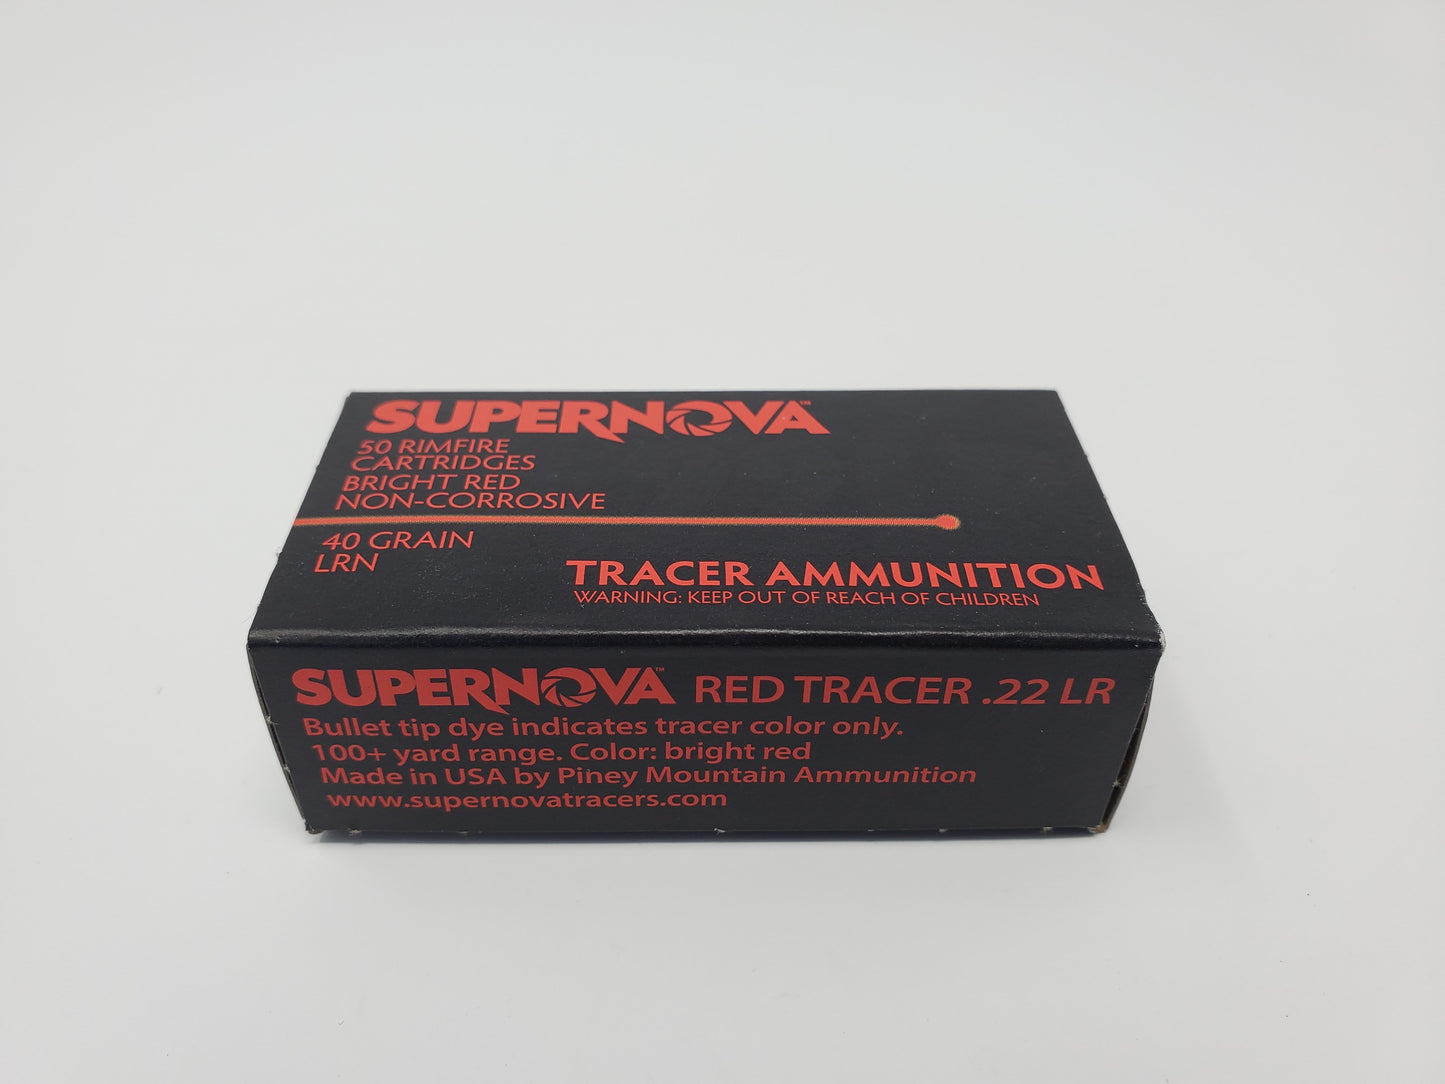 SUPERNOVA™
50 RIMFIRE
CARTRIDGES
BRIGHT RED
NON-CORROSIVE
40 GRAIN
LRN
TRACER AMMUNITION
WARNING: KEEP OUT OF REACH OF CHILDREN
SUPERNOVA™ RED TRACER .22 LR
Bullet tip dye indicates tracer color only.
100+ yard range. Color: bright red
Made in USA by Piney Mountain Ammunition
www.supernovatracers.com